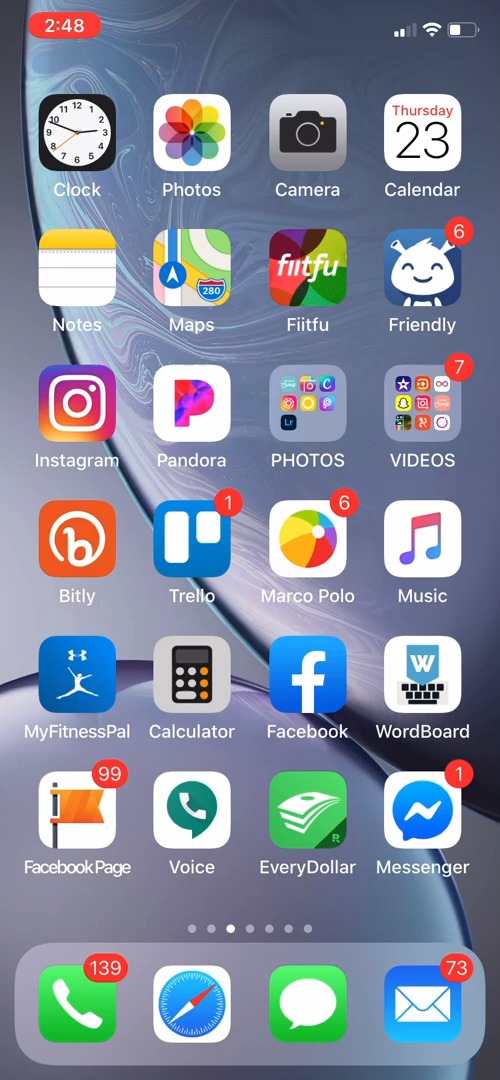 2:48
Thursday
23
Clock Photos Camera Calendar
280
fiitfu
6
Notes Maps Fiitfu Friendly
7
Instagram Pandora PHOTOS VIDEOS
1 6
Bitly Trello Marco Polo Music
W
MyFitnessPal Calculator Facebook WordBoard
99 R 1
Facebook Page Voice EveryDollar Messenger
139 73